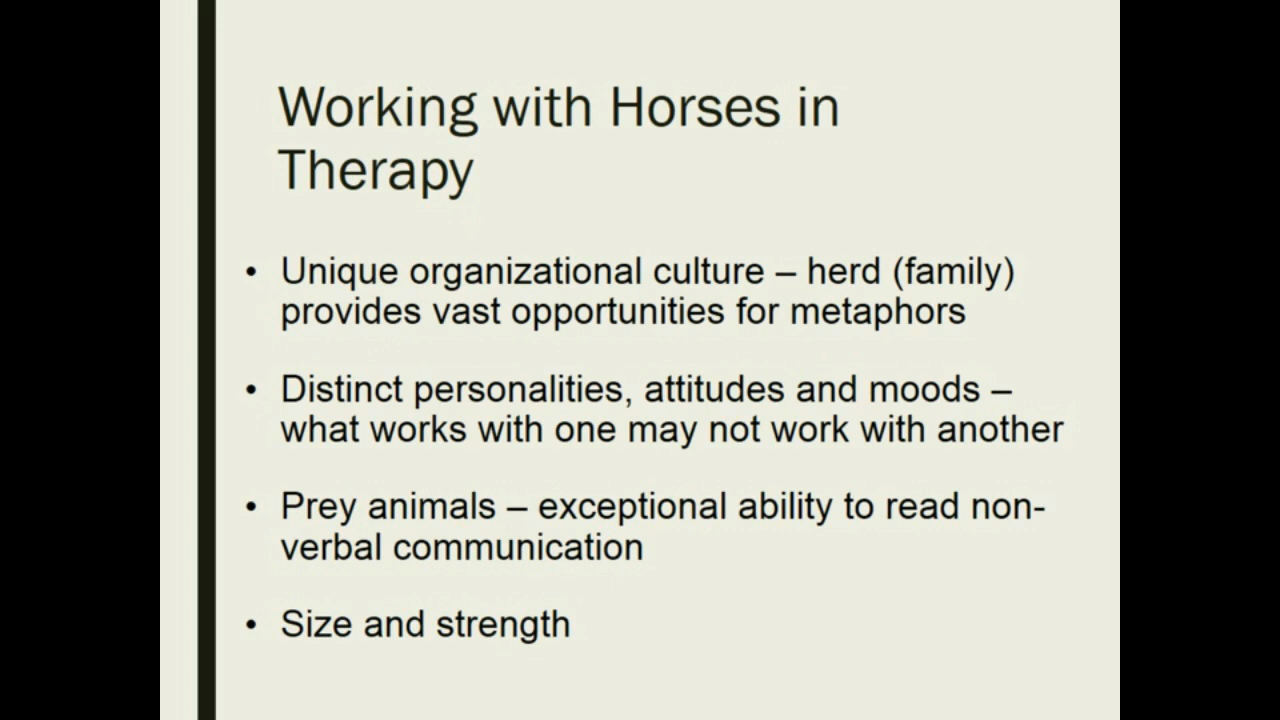 Working with Horses in
Therapy
• Unique organizational culture – herd (family)
provides vast opportunities for metaphors
• Distinct personalities, attitudes and moods –
what works with one may not work with another
• Prey animals – exceptional ability to read non-
verbal communication
• Size and strength